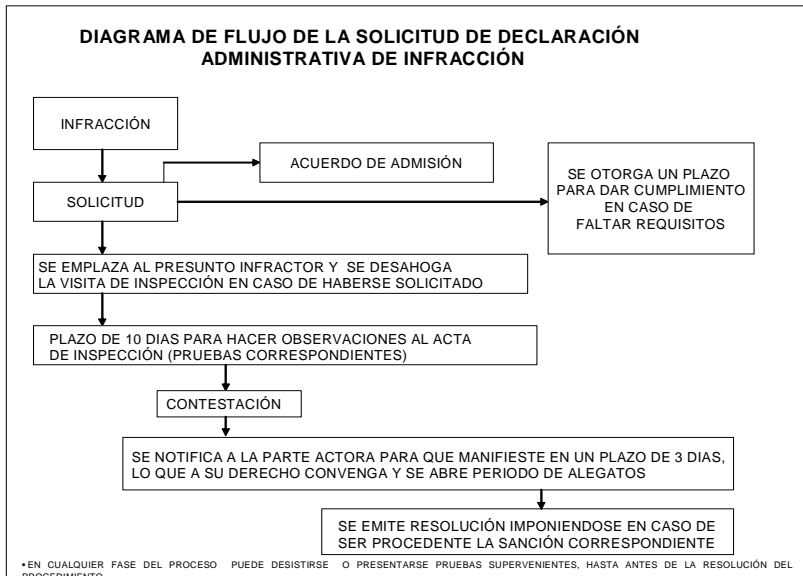 DIAGRAMA DE FLUJO DE LA SOLICITUD DE DECLARACIÓN
ADMINISTRATIVA DE INFRACCIÓN
INFRACCIÓN
ACUERDO DE ADMISIÓN
SE OTORGA UN PLAZO
PARA DAR CUMPLIMIENTO
EN CASO DE
FALTAR REQUISITOS
SOLICITUD
SE EMPLAZA AL PRESUNTO INFRACTOR Y SE DESAHOGA
LA VISITA DE INSPECCIÓN EN CASO DE HABERSE SOLICITADO
PLAZO DE 10 DIAS PARA HACER OBSERVACIONES AL ACTA
DE INSPECCIÓN (PRUEBAS CORRESPONDIENTES)
CONTESTACIÓN
SE NOTIFICA A LA PARTE ACTORA PARA QUE MANIFIESTE EN UN PLAZO DE 3 DIAS,
LO QUE A SU DERECHO CONVENGA Y SE ABRE PERIODO DE ALEGATOS
SE EMITE RESOLUCIÓN IMPONIENDOSE EN CASO DE
SER PROCEDENTE LA SANCIÓN CORRESPONDIENTE
•EN CUALQUIER FASE DEL PROCESO PUEDE DESISTIRSE O PRESENTARSE PRUEBAS SUPERVENIENTES, HASTA ANTES DE LA RESOLUCIÓN DEL
PROCEDIMIENTO